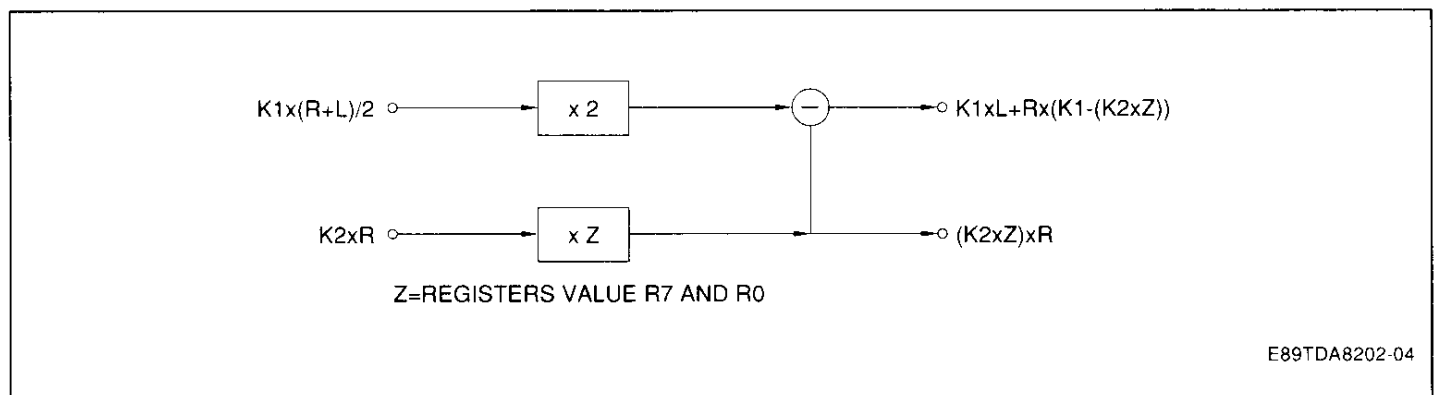 K1x(R+L)/2
x 2
K1xL+Rx(K1-(K2xZ))
K2xR
x Z
(K2xZ)xR
Z=REGISTERS VALUE R7 AND R0
E89TDA8202-04